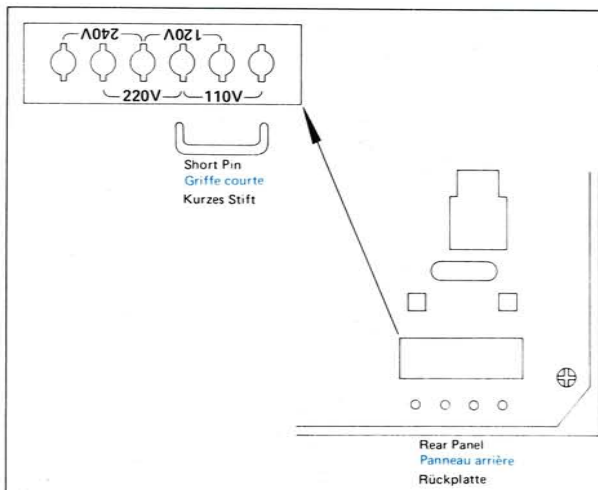 240V 120V
220V 110V
Short Pin
Griffe courte
Kurzes Stift
Rear Panel
Panneau arrière
Rückplatte